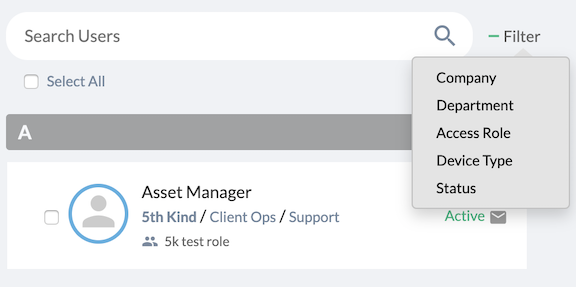 Search Users
Filter
Select All
Company
Department
Access Role
Device Type
Status
A
Asset Manager
5th Kind / Client Ops / Support
Active
5k test role